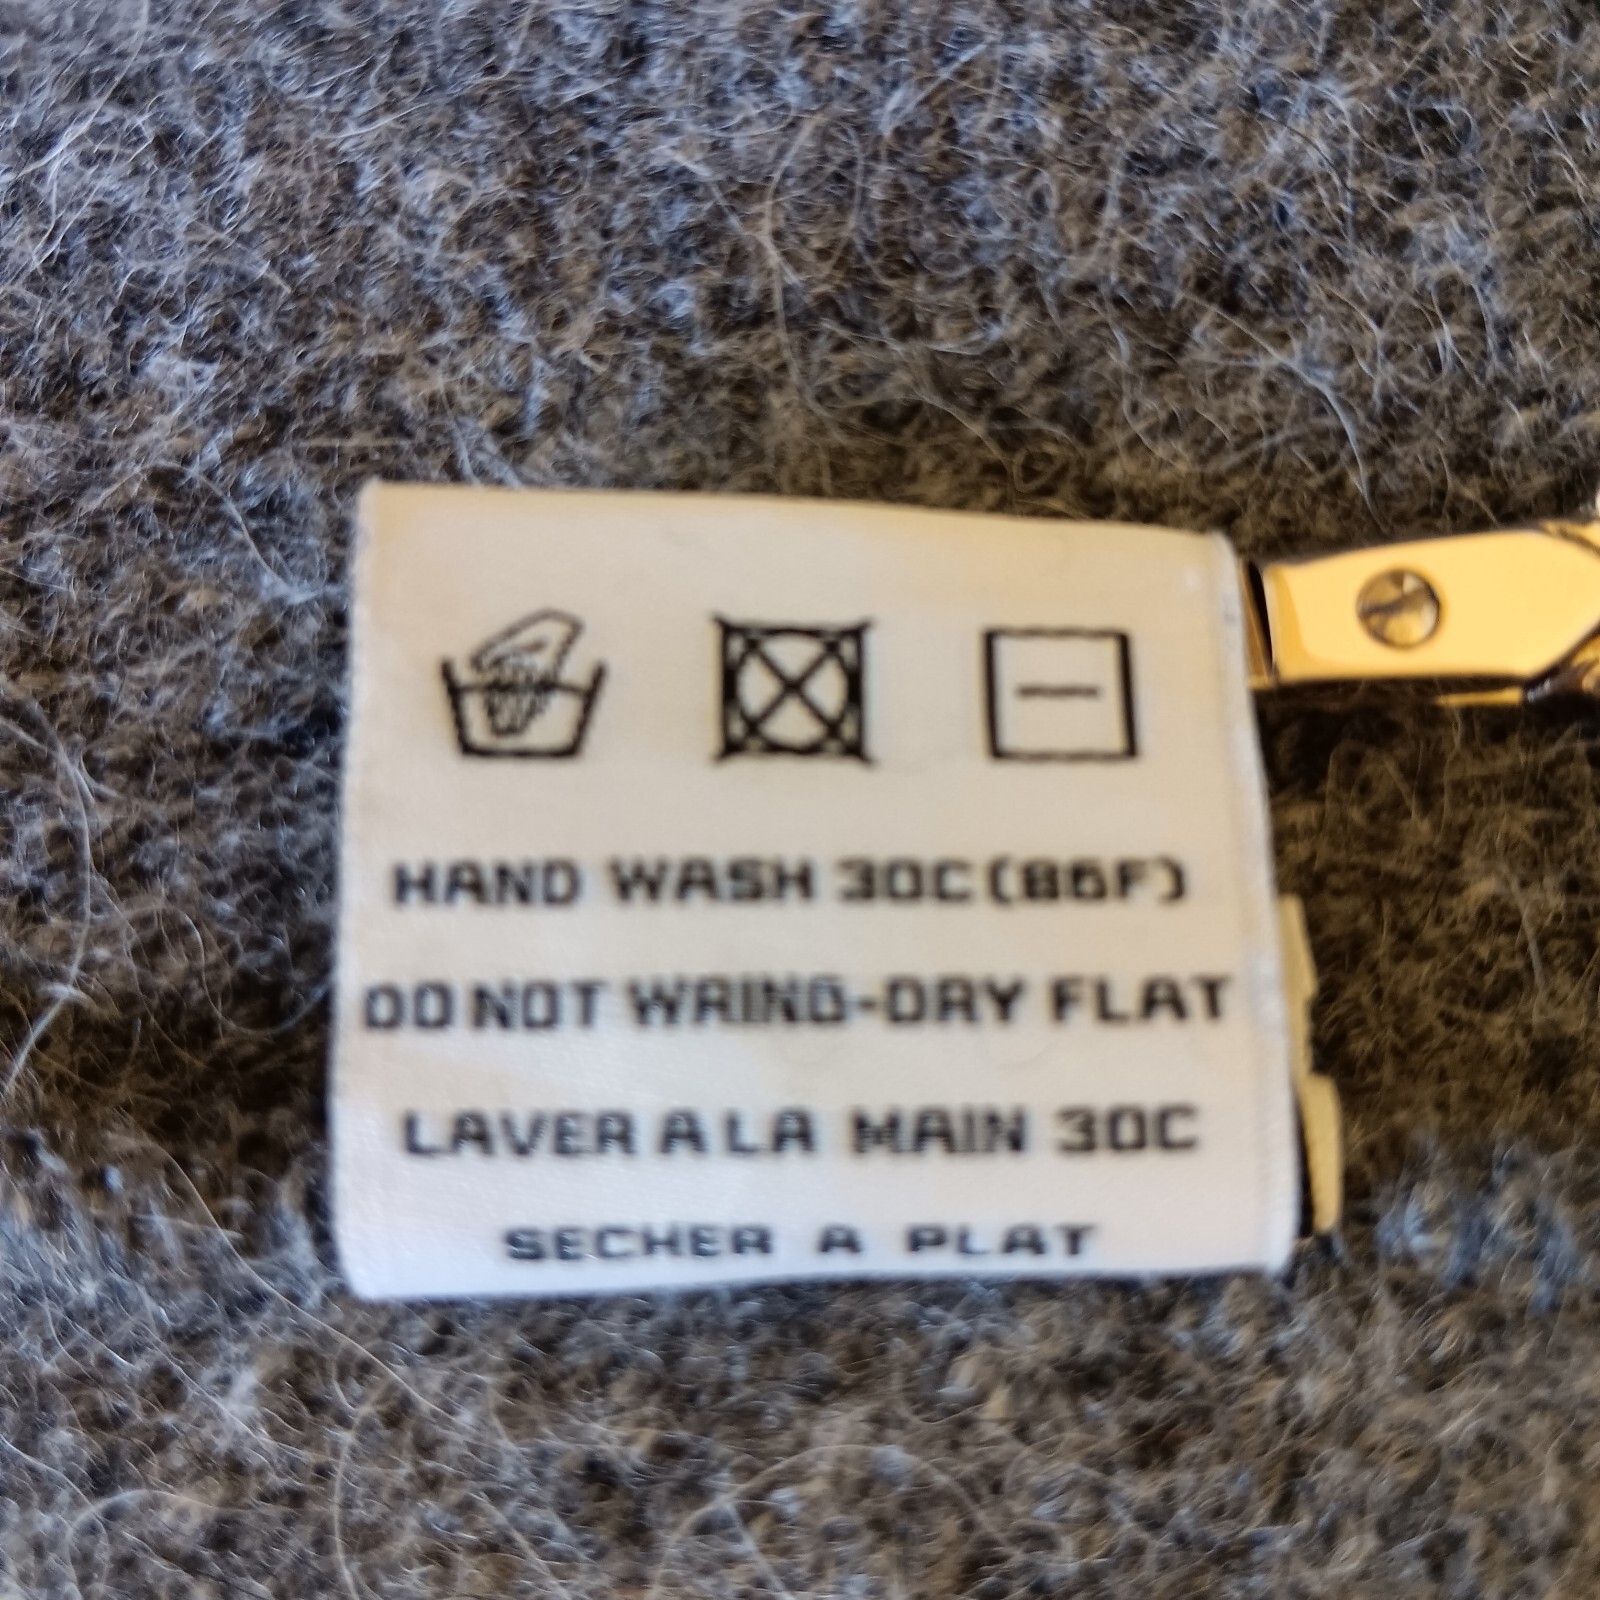 HAND WASH 30C (86F)
DO NOT WRING-DRY FLAT
LAVER A LA MAIN 30C
SECHER A PLAT